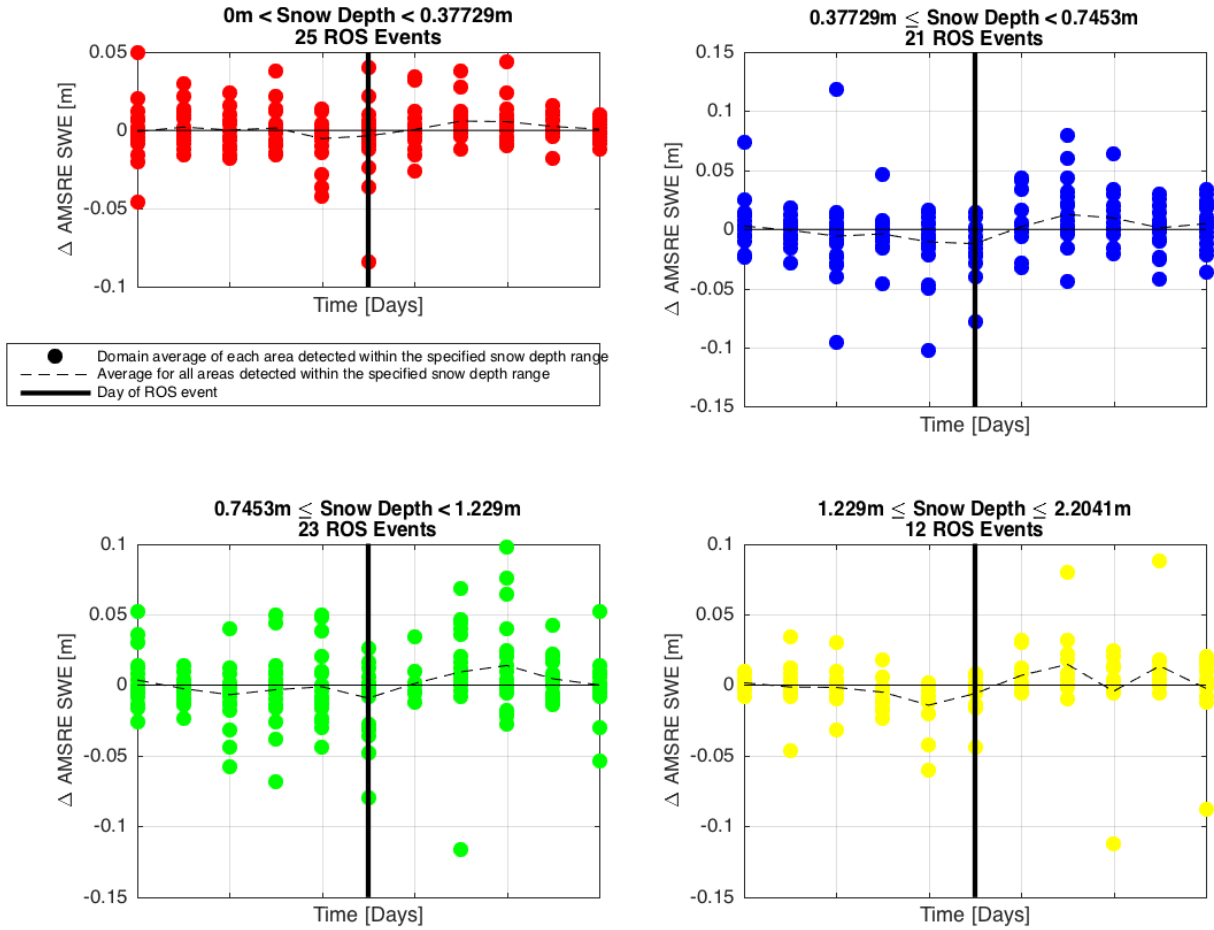 0m < Snow Depth < 0.37729m
25 ROS Events
0.05
0
-0.05
-0.1
Δ AMSRE SWE [m]
Time [Days]
0.37729m ≤ Snow Depth < 0.7453m
21 ROS Events
0.15
0.1
0.05
0
-0.05
-0.1
-0.15
Δ AMSRE SWE [m]
Time [Days]
Domain average of each area detected within the specified snow depth range
Average for all areas detected within the specified snow depth range
Day of ROS event
0.7453m ≤ Snow Depth < 1.229m
23 ROS Events
0.1
0.05
0
-0.05
-0.1
-0.15
Δ AMSRE SWE [m]
Time [Days]
1.229m ≤ Snow Depth ≤ 2.2041m
12 ROS Events
0.1
0.05
0
-0.05
-0.1
-0.15
Δ AMSRE SWE [m]
Time [Days]